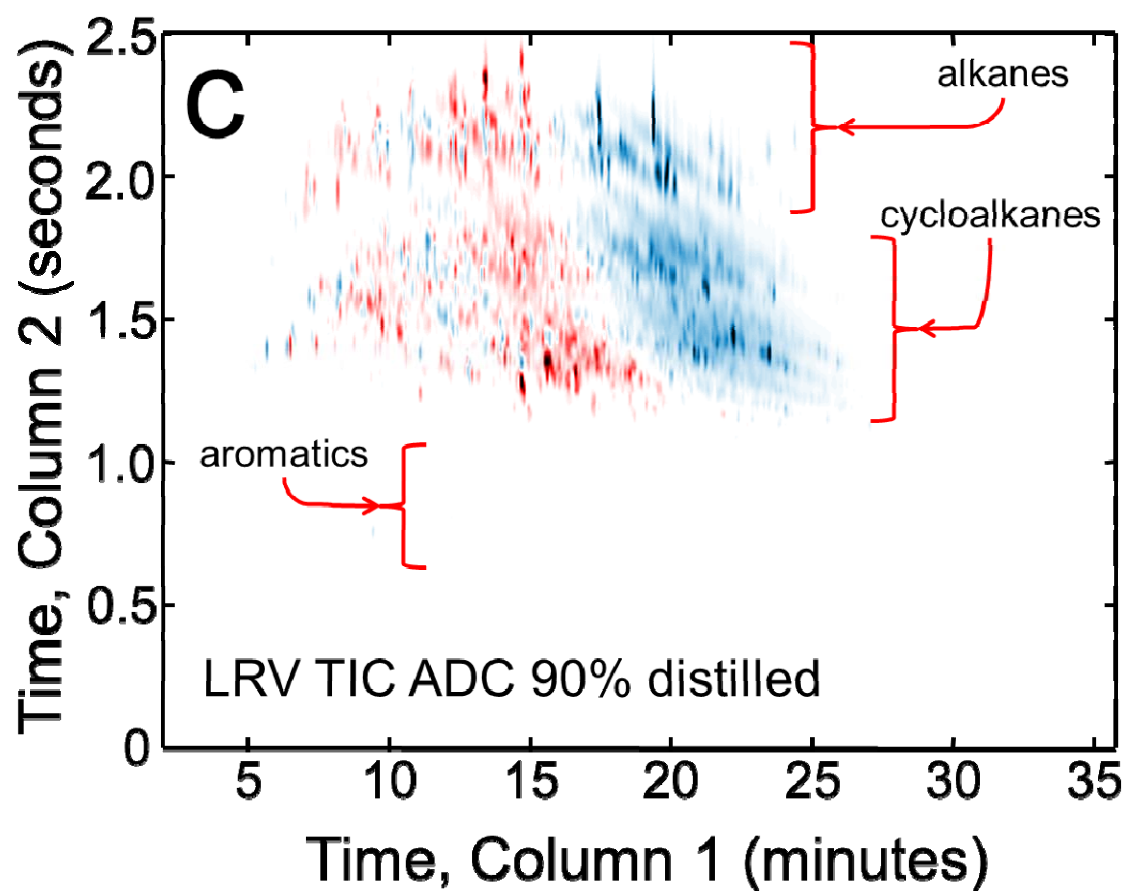 C
alkanes
cycloalkanes
aromatics
LRV TIC ADC 90% distilled
Time, Column 2 (seconds)
2.5
2.0
1.5
1.0
0.5
0
5 10 15 20 25 30 35
Time, Column 1 (minutes)